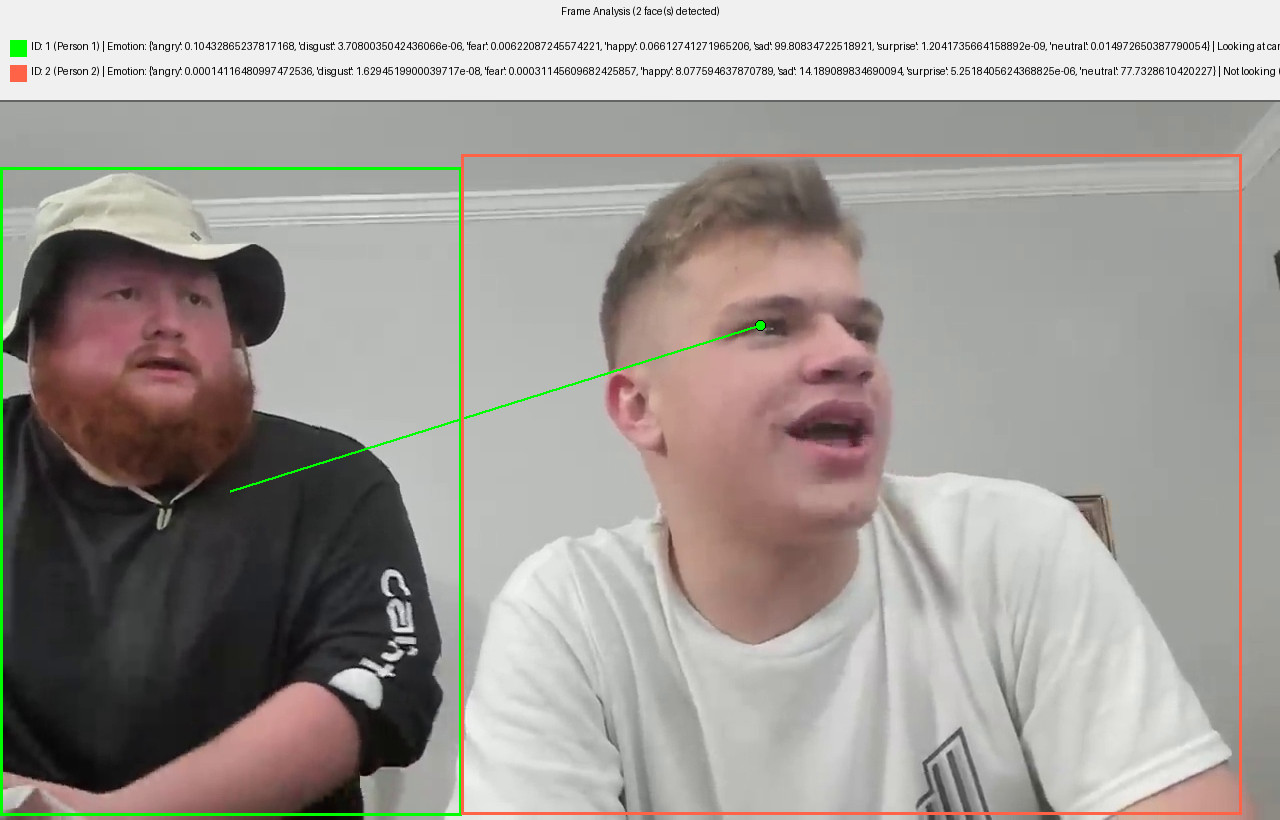 Frame Analysis (2 face(s) detected)
ID: 1 (Person 1) | Emotion: {'angry': 0.10432865237817168, 'disgust': 3.7080035042436066e-06, 'fear': 0.00622087245574221, 'happy': 0.06612741271965206, 'sad': 99.80834722518921, 'surprise': 1.2041735664158892e-09, 'neutral': 0.014972650387790054} | Looking at car
ID: 2 (Person 2) | Emotion: {'angry': 0.00014116480997472536, 'disgust': 1.6294519900039717e-08, 'fear': 0.00031145609682425857, 'happy': 8.077594637870789, 'sad': 14.189089834690094, 'surprise': 5.2518405624368825e-06, 'neutral': 77.7328610420227} | Not looking